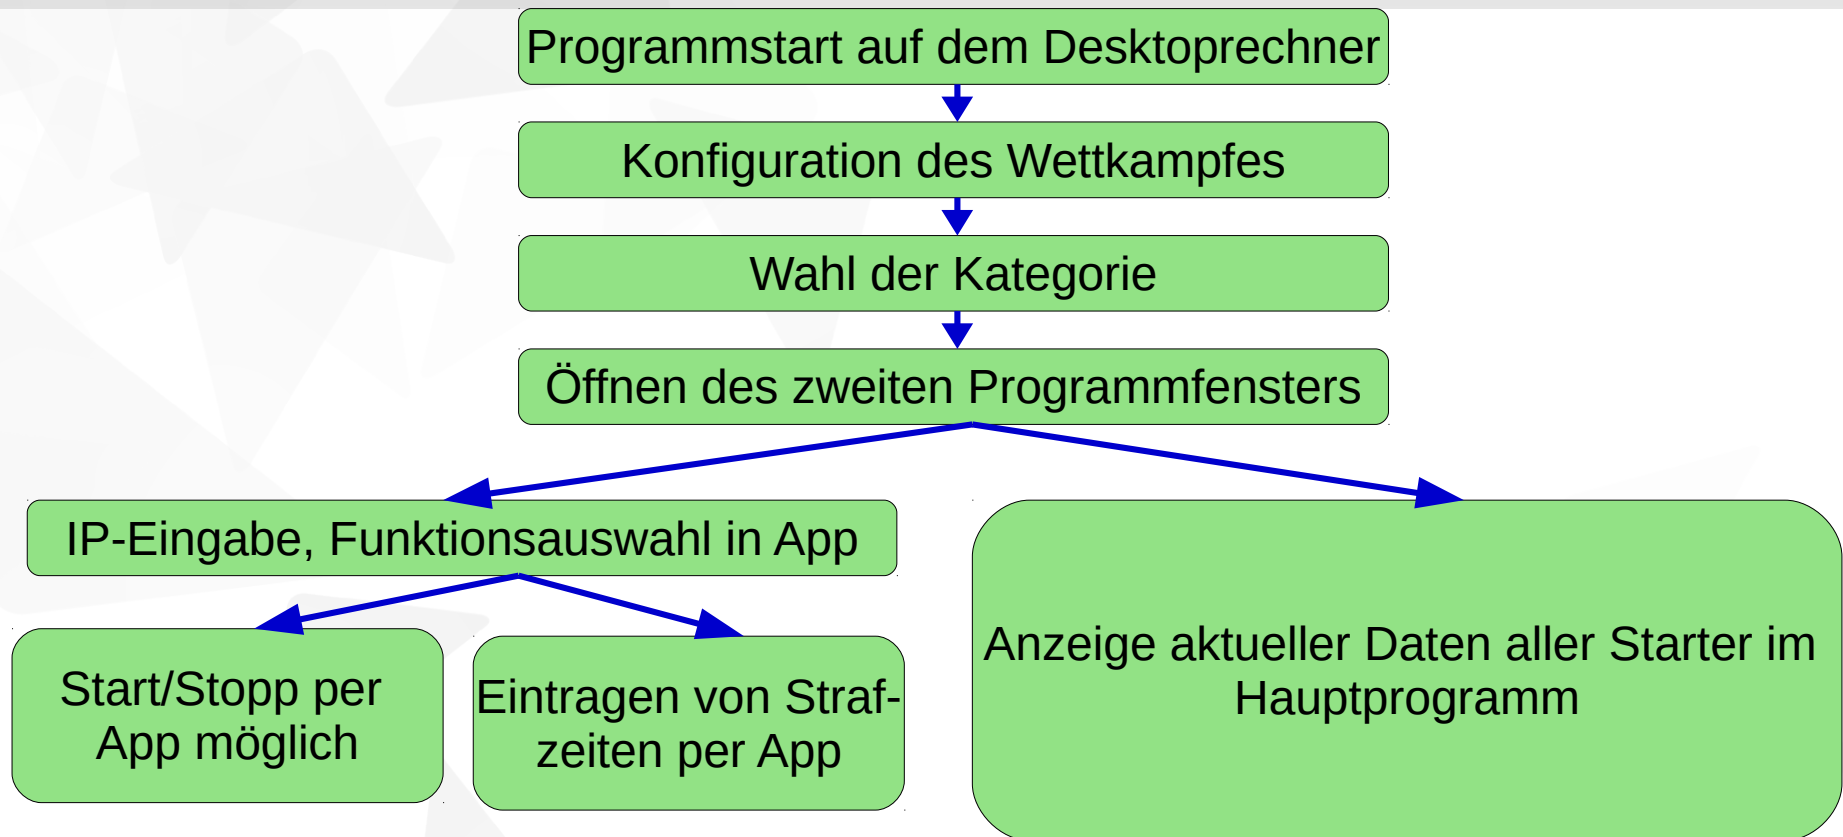 Programmstart auf dem Desktoprechner
Konfiguration des Wettkampfes
Wahl der Kategorie
Öffnen des zweiten Programmfensters
IP-Eingabe, Funktionsauswahl in App
Start/Stopp per
App möglich
Eintragen von Straf-
zeiten per App
Anzeige aktueller Daten aller Starter im
Hauptprogramm